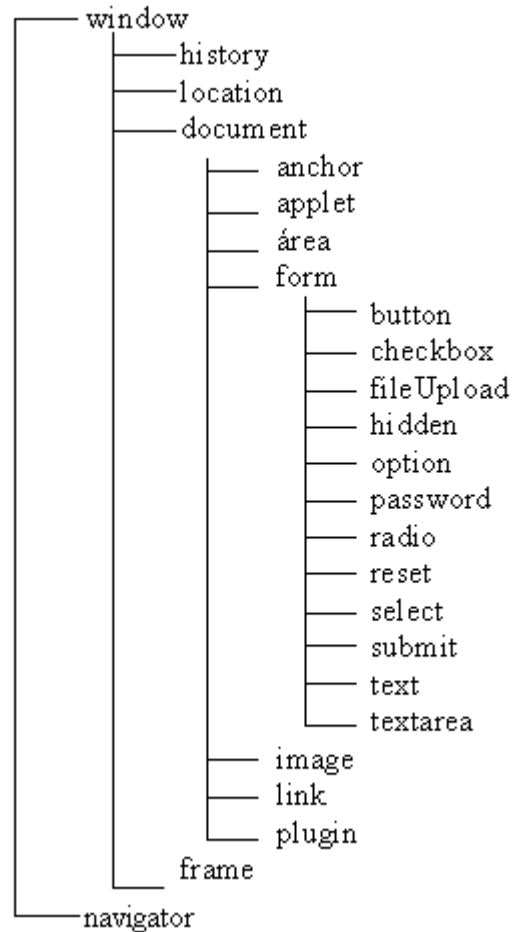 window
history
location
document
anchor
applet
área
form
button
checkbox
fileUpload
hidden
option
password
radio
reset
select
submit
text
textarea
image
link
plugin
frame
navigator